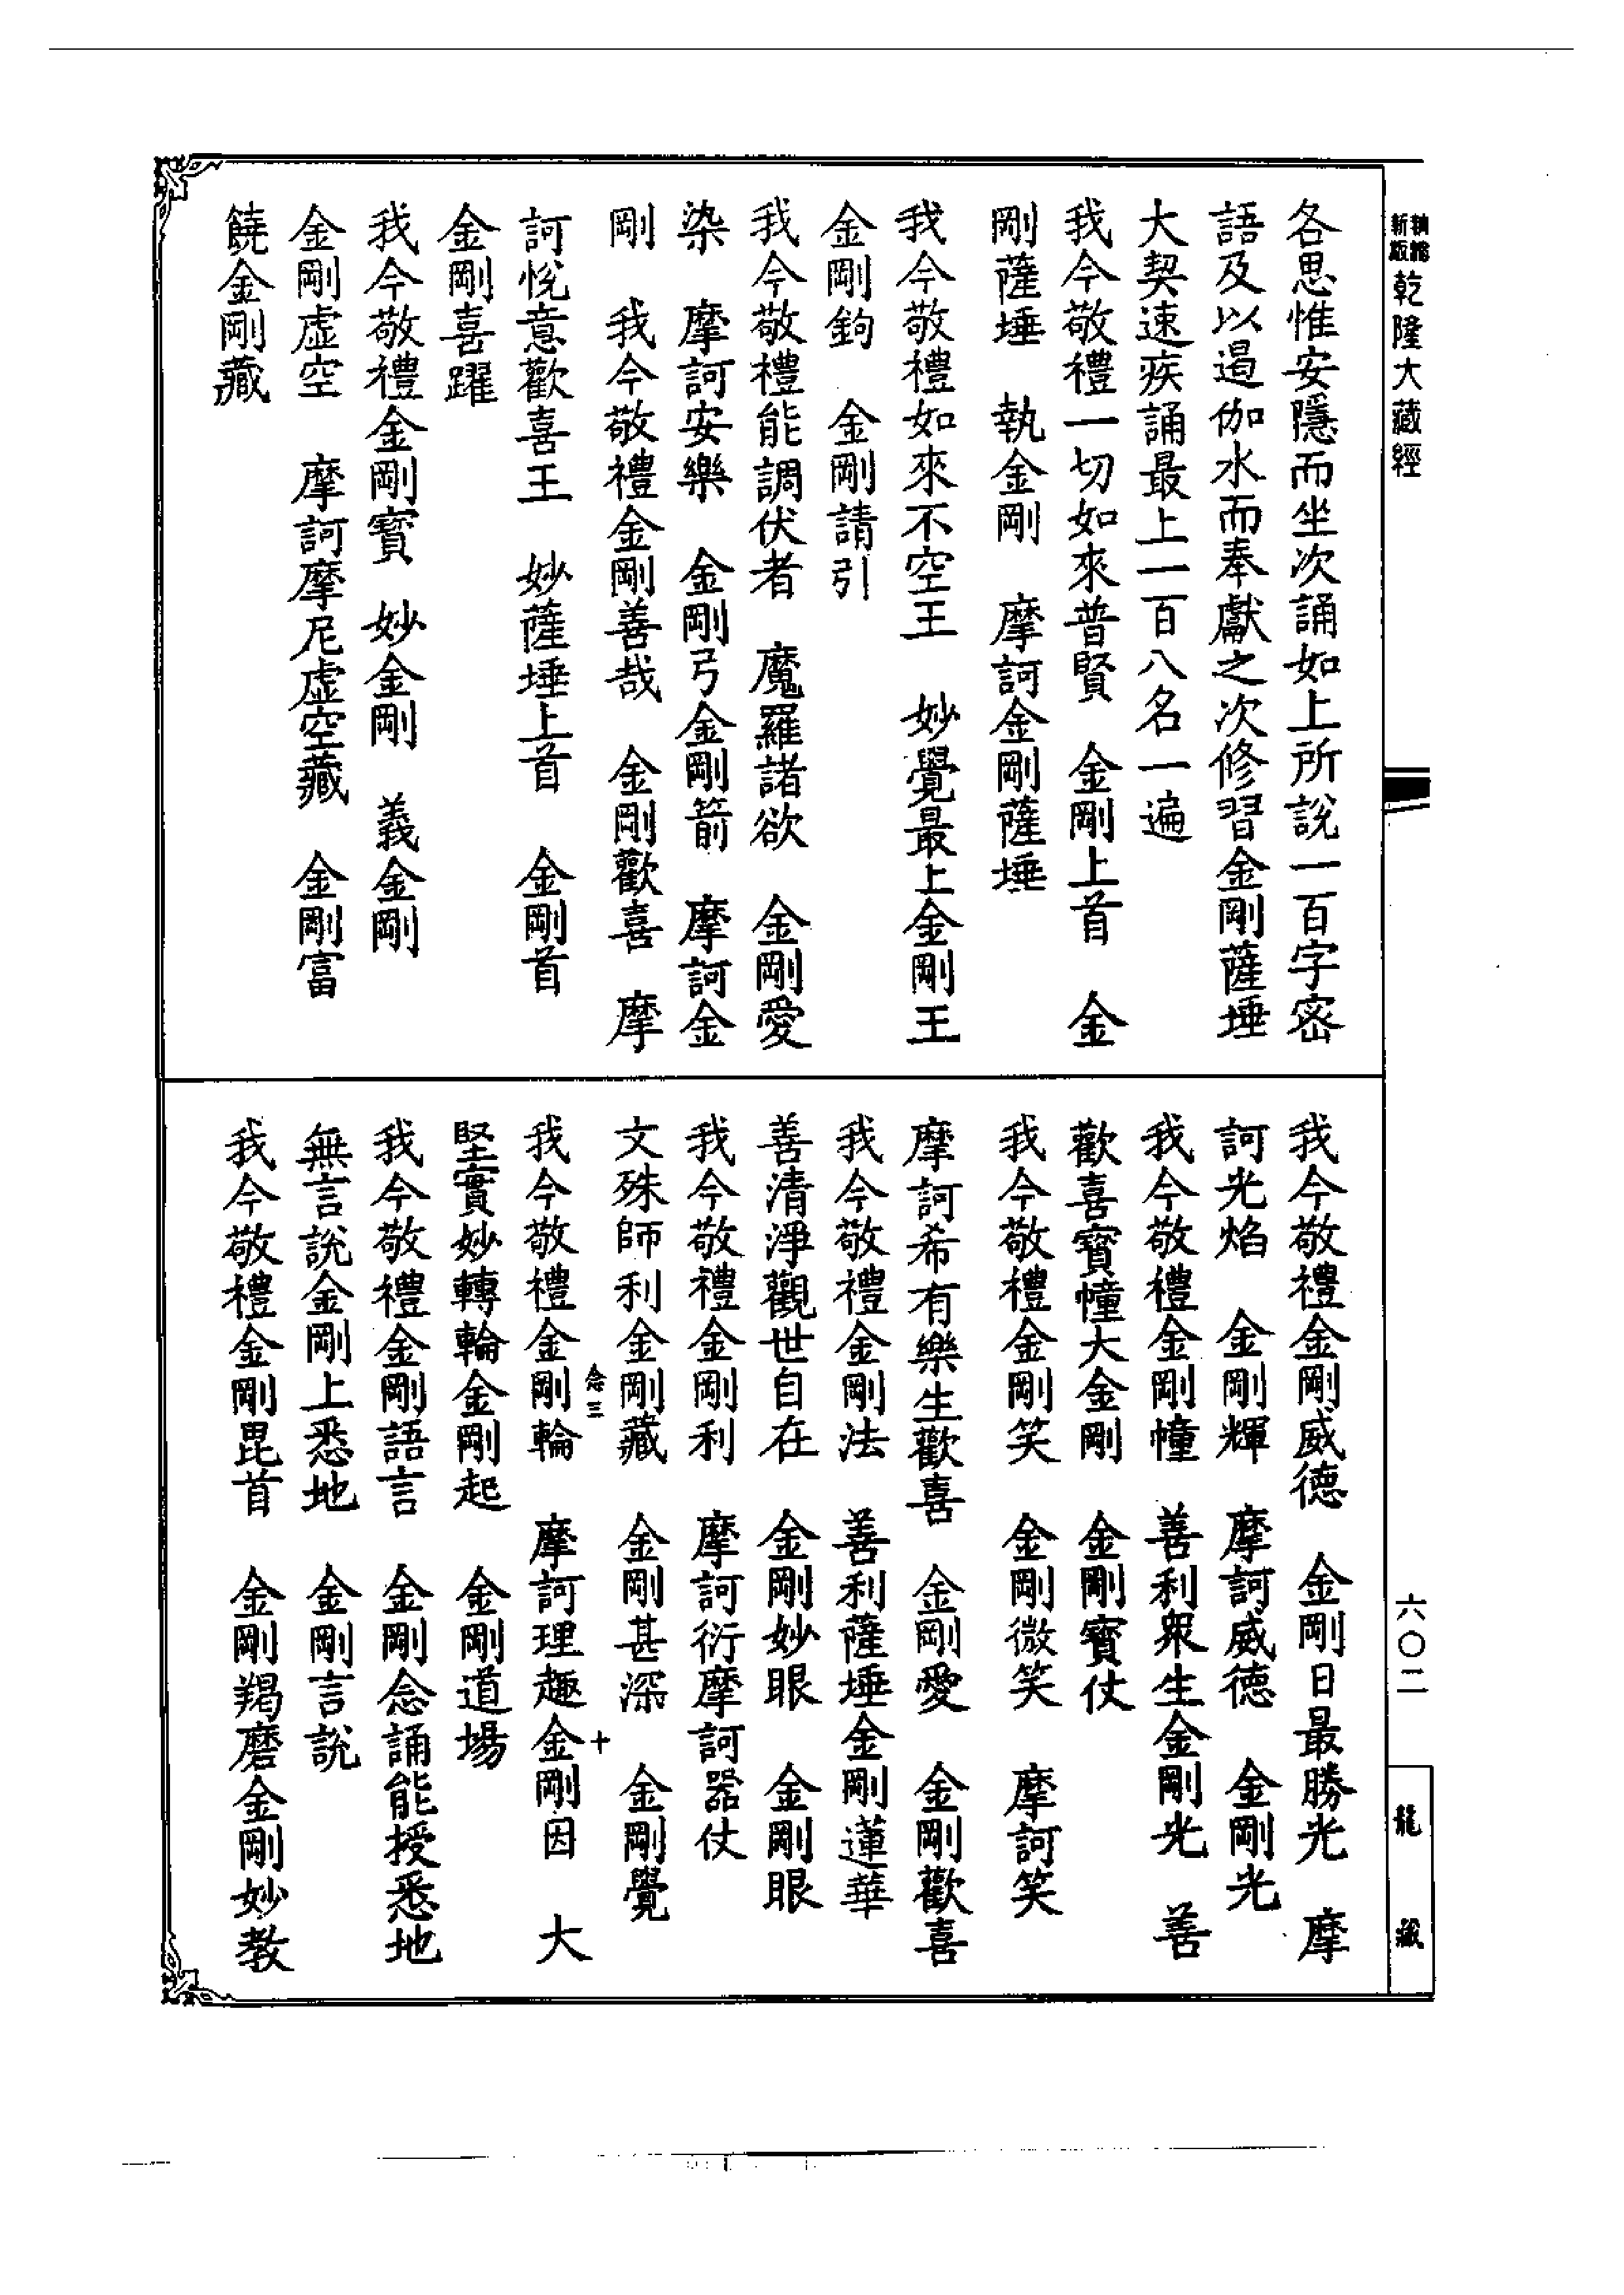 新版精縮
乾隆大藏經
各思惟安隱而坐次誦如上所說一百字密
語及以遏伽水而奉獻之次修習金剛薩埵
大契速疾誦最上一百八名一遍
我今敬禮一切如來普賢　金剛上首　金
剛薩埵　執金剛　摩訶金剛薩埵
我今敬禮如來不空王　妙覺最上金剛王
金剛鉤　金剛請引
我今敬禮能調伏者　魔羅諸欲　金剛愛
染　摩訶安樂　金剛弓金剛箭　摩訶金
剛　我今敬禮金剛善哉　金剛歡喜　摩
訶悅意歡喜王　妙薩埵上首　金剛首
金剛喜躍
我今敬禮金剛寶　妙金剛　義金剛
金剛虛空　摩訶摩尼虛空藏　金剛富
饒金剛藏
我今敬禮金剛威德　金剛日最勝光　摩
訶光焰　金剛輝　摩訶威德　金剛光
我今敬禮金剛幢　善利眾生金剛光　善
歡喜寶幢大金剛　金剛寶仗
我今敬禮金剛笑　金剛微笑　摩訶笑
摩訶希有樂生歡喜　金剛愛　金剛歡喜
我今敬禮金剛法　善利薩埵金剛蓮華
善清淨觀世自在　金剛妙眼　金剛眼
我今敬禮金剛利　摩訶衍摩訶器仗
文殊師利金剛藏　金剛甚深　金剛覺
念三　十
我今敬禮金剛輪　摩訶理趣金剛因　大
堅實妙轉輪金剛起　金剛道場
我今敬禮金剛語言　金剛念誦能授悉地
無言說金剛上悉地　金剛言說
我今敬禮金剛毘首　金剛羯磨金剛妙教
六〇二
龍藏